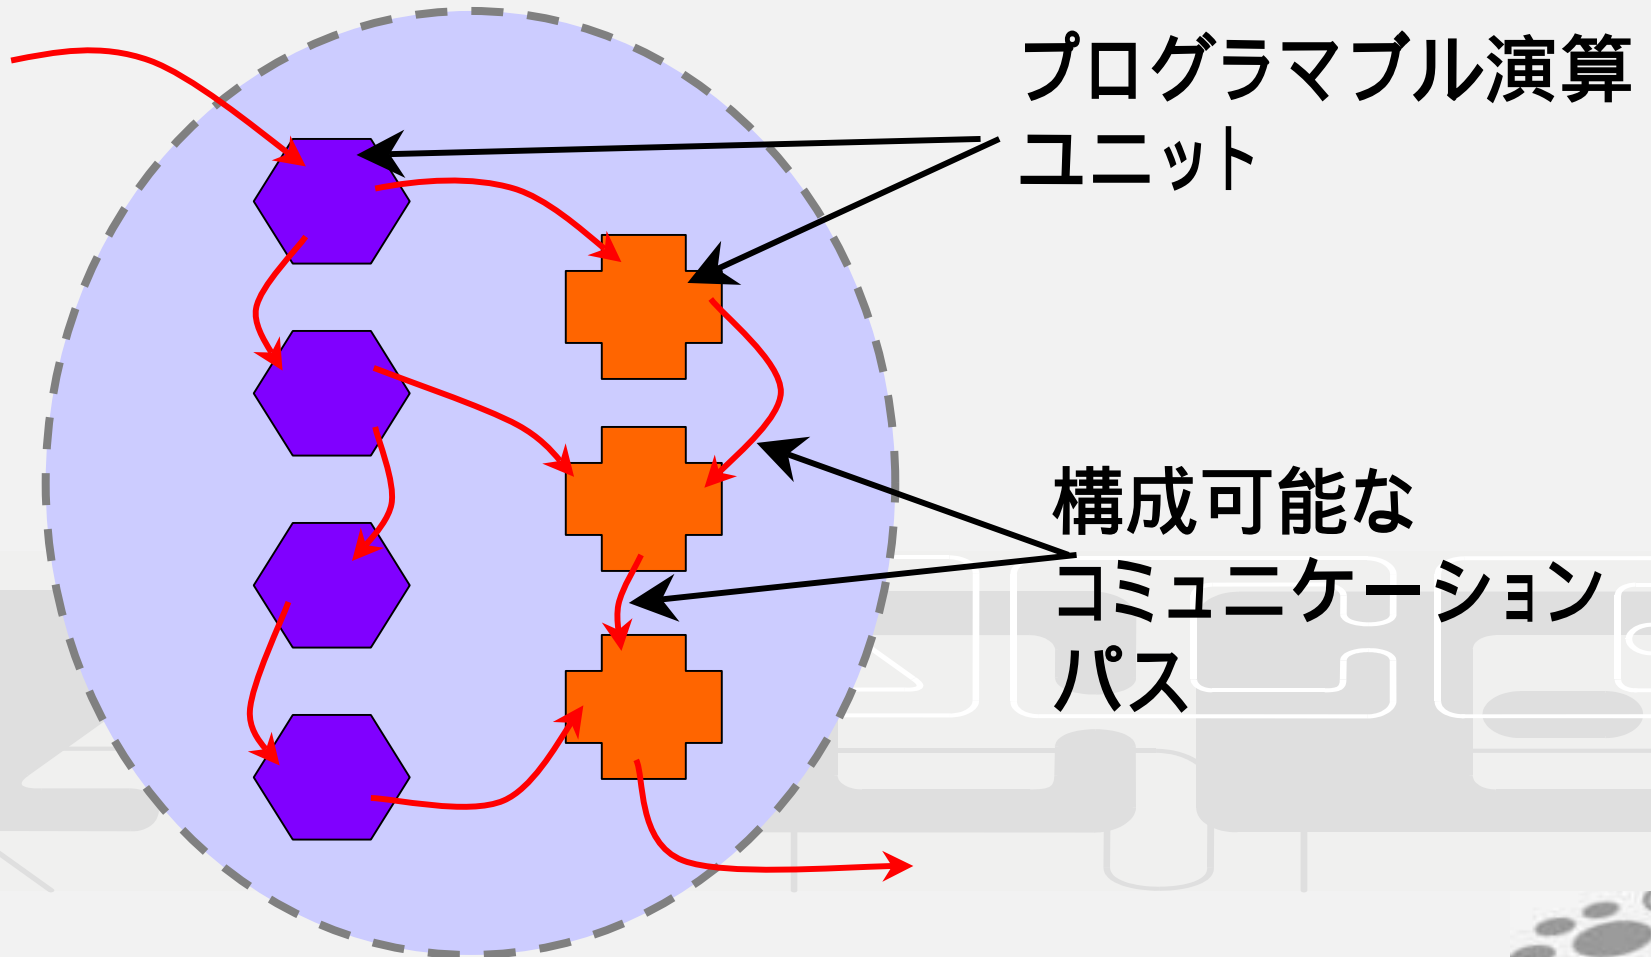 プログラマブル演算
ユニット
構成可能な
コミュニケーション
パス